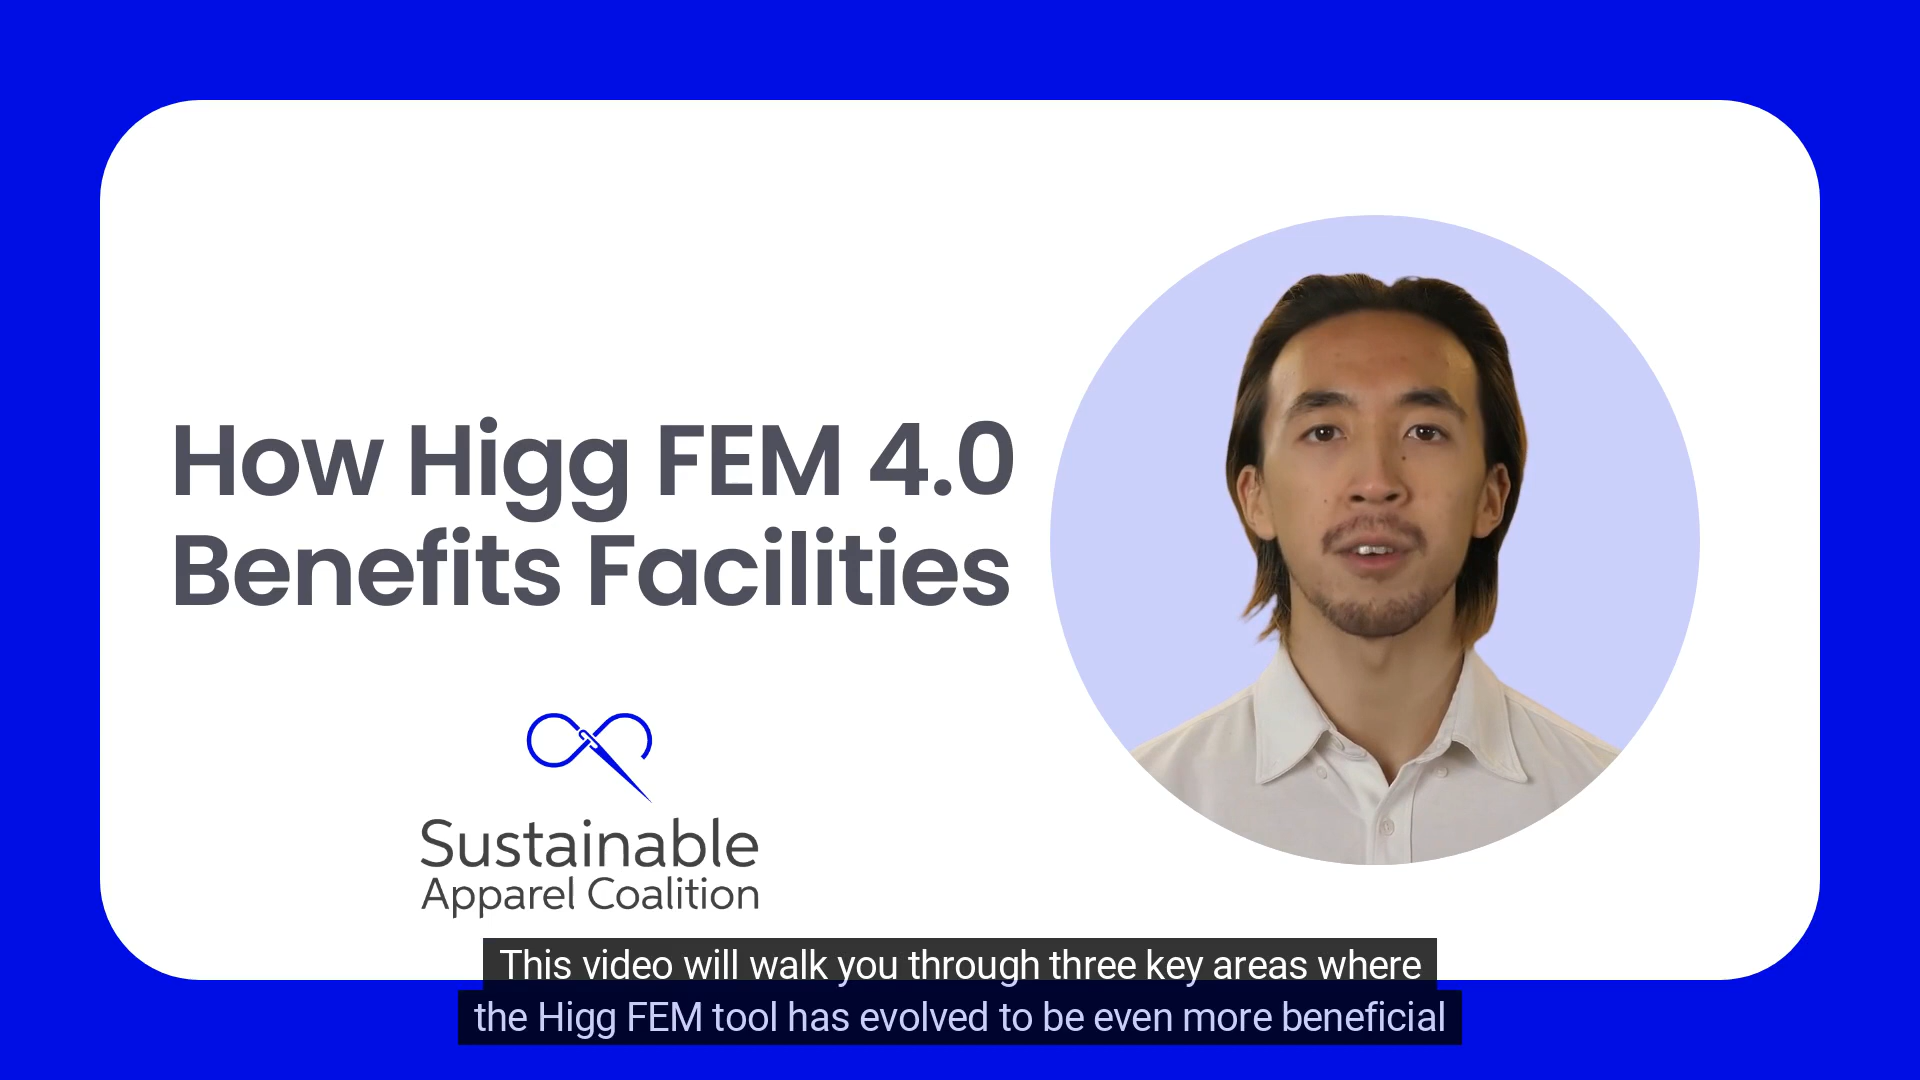 How Higg FEM 4.0
Benefits Facilities
Sustainable
Apparel Coalition
This video will walk you through three key areas where
the Higg FEM tool has evolved to be even more beneficial